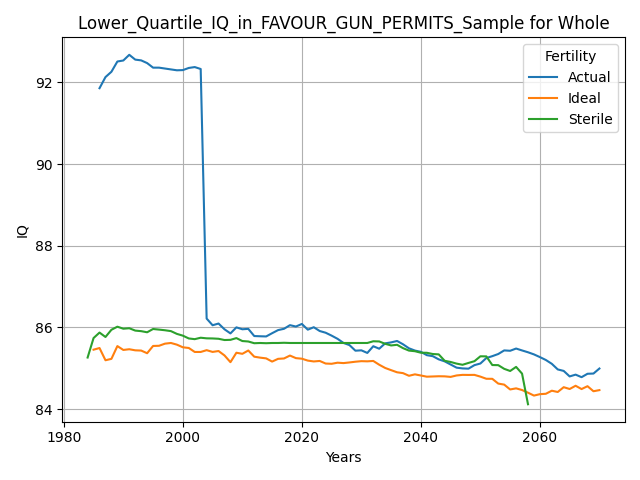 Lower_Quartile_IQ_in_FAVOUR_GUN_PERMITS_Sample for Whole
Fertility
Actual
Ideal
Sterile
92
90
88
86
84
IQ
1980
2000
2020
2040
2060
Years